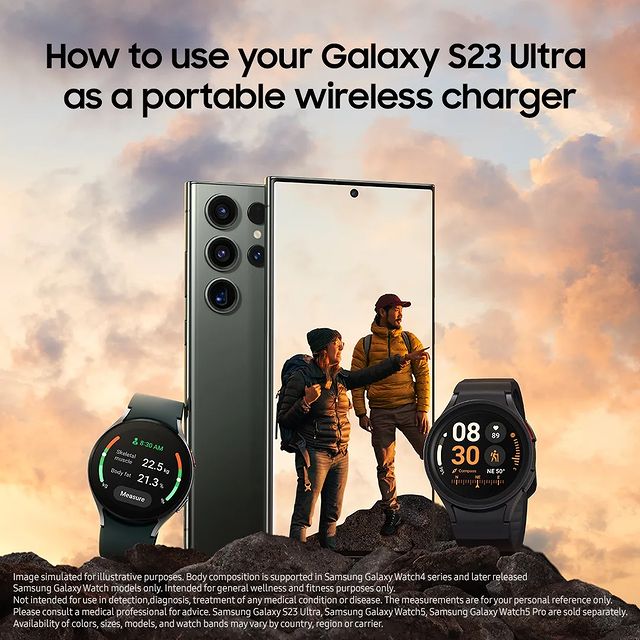 How to use your Galaxy S23 Ultra
as a portable wireless charger
8:30 AM
Skeletal
muscle 22.5 kg
Body fat 21.3 %
Measure
08 89
30
Compass NE 50°
N NE E
Image simulated for illustrative purposes. Body composition is supported in Samsung Galaxy Watch4 series and later released
Samsung Galaxy Watch models only. Intended for general wellness and fitness purposes only.
Not intended for use in detection,diagnosis, treatment of any medical condition or disease. The measurements are for your personal reference only.
Please consult a medical professional for advice. Samsung Galaxy S23 Ultra, Samsung Galaxy Watch5, Samsung Galaxy Watch5 Pro are sold separately.
Availability of colors, sizes, models, and watch bands may vary by country, region or carrier.